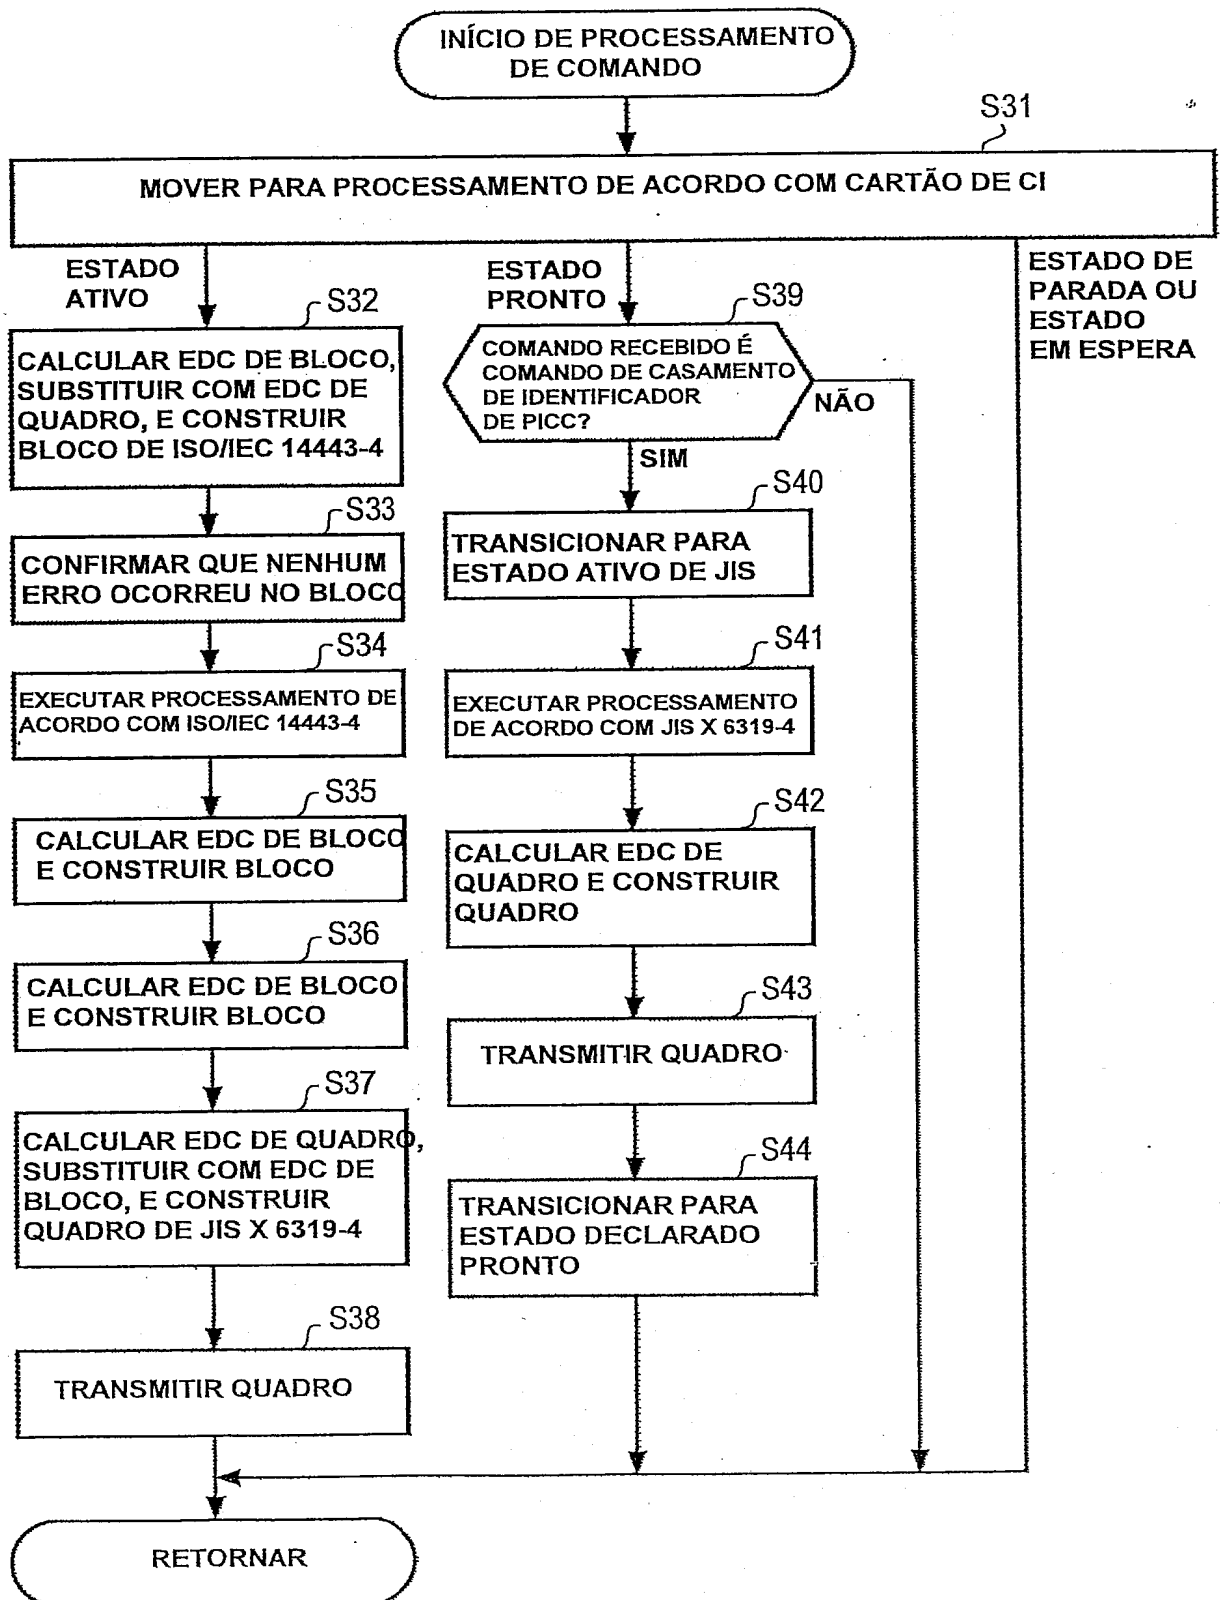 INÍCIO DE PROCESSAMENTO
DE COMANDO
S31
MOVER PARA PROCESSAMENTO DE ACORDO COM CARTÃO DE CI
ESTADO
ATIVO
S32
CALCULAR EDC DE BLOCO,
SUBSTITUIR COM EDC DE
QUADRO, E CONSTRUIR
BLOCO DE ISO/IEC 14443-4
S33
CONFIRMAR QUE NENHUM
ERRO OCORREU NO BLOCO
S34
EXECUTAR PROCESSAMENTO DE
ACORDO COM ISO/IEC 14443-4
S35
CALCULAR EDC DE BLOCO
E CONSTRUIR BLOCO
S36
CALCULAR EDC DE BLOCO
E CONSTRUIR BLOCO
S37
CALCULAR EDC DE QUADRO,
SUBSTITUIR COM EDC DE
BLOCO, E CONSTRUIR
QUADRO DE JIS X 6319-4
S38
TRANSMITIR QUADRO
ESTADO
PRONTO
S39
COMANDO RECEBIDO É
COMANDO DE CASAMENTO
DE IDENTIFICADOR
DE PICC?
NÃO
SIM
S40
TRANSICIONAR PARA
ESTADO ATIVO DE JIS
S41
EXECUTAR PROCESSAMENTO
DE ACORDO COM JIS X 6319-4
S42
CALCULAR EDC DE
QUADRO E CONSTRUIR
QUADRO
S43
TRANSMITIR QUADRO
S44
TRANSICIONAR PARA
ESTADO DECLARADO
PRONTO
ESTADO DE
PARADA OU
ESTADO
EM ESPERA
RETORNAR